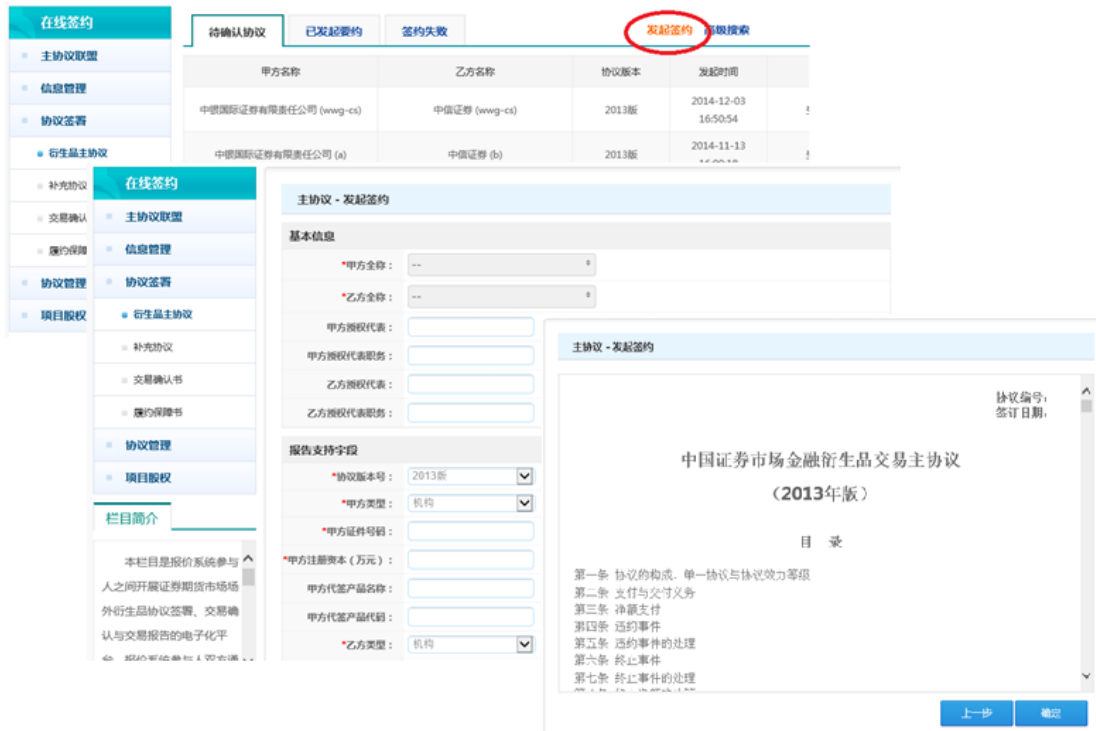 在线签约
主协议联盟
信息管理
协议签署
衍生品主协议
补充协议
交易确认
履约保障
协议管理
项目股权
待确认协议 已发起要约 签约失败 发起签约 高级搜索
甲方名称 乙方名称 协议版本 发起时间
中银国际证券有限责任公司 (wwg-cs) 中信证券 (wwg-cs) 2013版 2014-12-03
16:50:54
中银国际证券有限责任公司 (a) 中信证券 (b) 2013版 2014-11-13
在线签约
主协议联盟
信息管理
协议签署
衍生品主协议
补充协议
交易确认书
履约保障书
协议管理
项目股权
栏目简介
本栏目是报价系统参与
人之间开展证券期货市场场
外衍生品协议签署、交易确
认与交易报告的电子化平
台，报价系统参与人双方通
主协议 - 发起签约
基本信息
*甲方全称： --
*乙方全称： --
甲方授权代表：
甲方授权代表职务：
乙方授权代表：
乙方授权代表职务：
报告支持字段
*协议版本号： 2013版
*甲方类型： 机构
*甲方证件号码：
*甲方注册资本（万元）：
甲方代签产品名称：
甲方代签产品代码：
*乙方类型： 机构
主协议 - 发起签约
协议编号：
签订日期：
中国证券市场金融衍生品交易主协议
（2013年版）
目 录
第一条 协议的构成、单一协议与协议效力等级
第二条 支付与交付义务
第三条 净额支付
第四条 违约事件
第五条 违约事件的处理
第六条 终止事件
第七条 终止事件的处理
上一步 确定